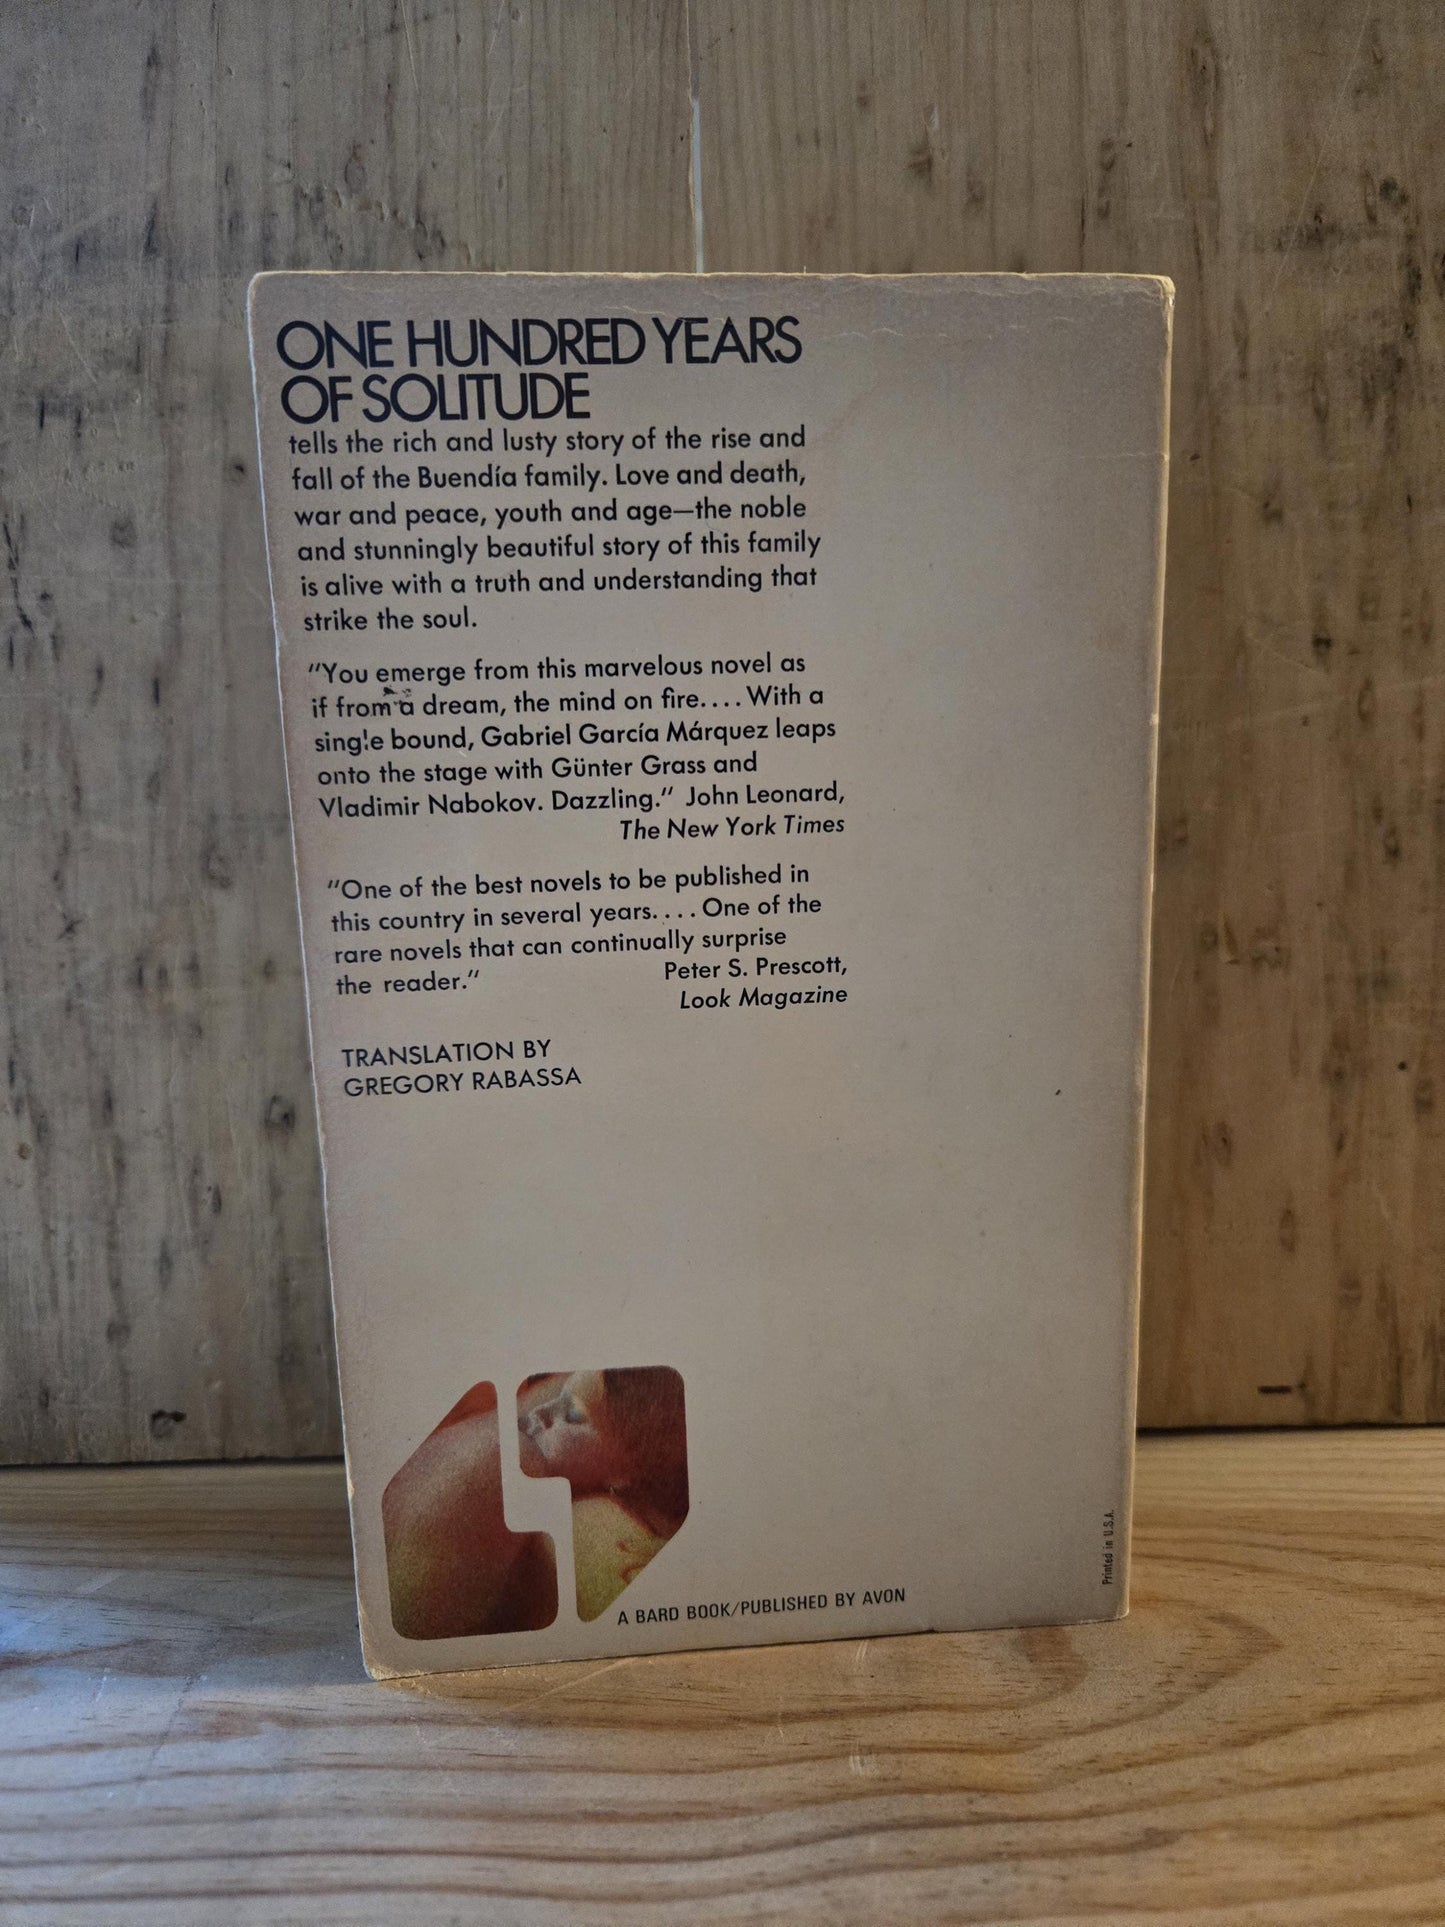 ONE HUNDRED YEARS
OF SOLITUDE
tells the rich and lusty story of the rise and
fall of the Buendía family. Love and death,
war and peace, youth and age—the noble
and stunningly beautiful story of this family
is alive with a truth and understanding that
strike the soul.
"You emerge from this marvelous novel as
if from a dream, the mind on fire.... With a
single bound, Gabriel García Márquez leaps
onto the stage with Günter Grass and
Vladimir Nabokov. Dazzling." John Leonard,
The New York Times
"One of the best novels to be published in
this country in several years.... One of the
rare novels that can continually surprise
the reader." Peter S. Prescott,
Look Magazine
TRANSLATION BY
GREGORY RABASSA
A BARD BOOK/PUBLISHED BY AVON
Printed in U.S.A.